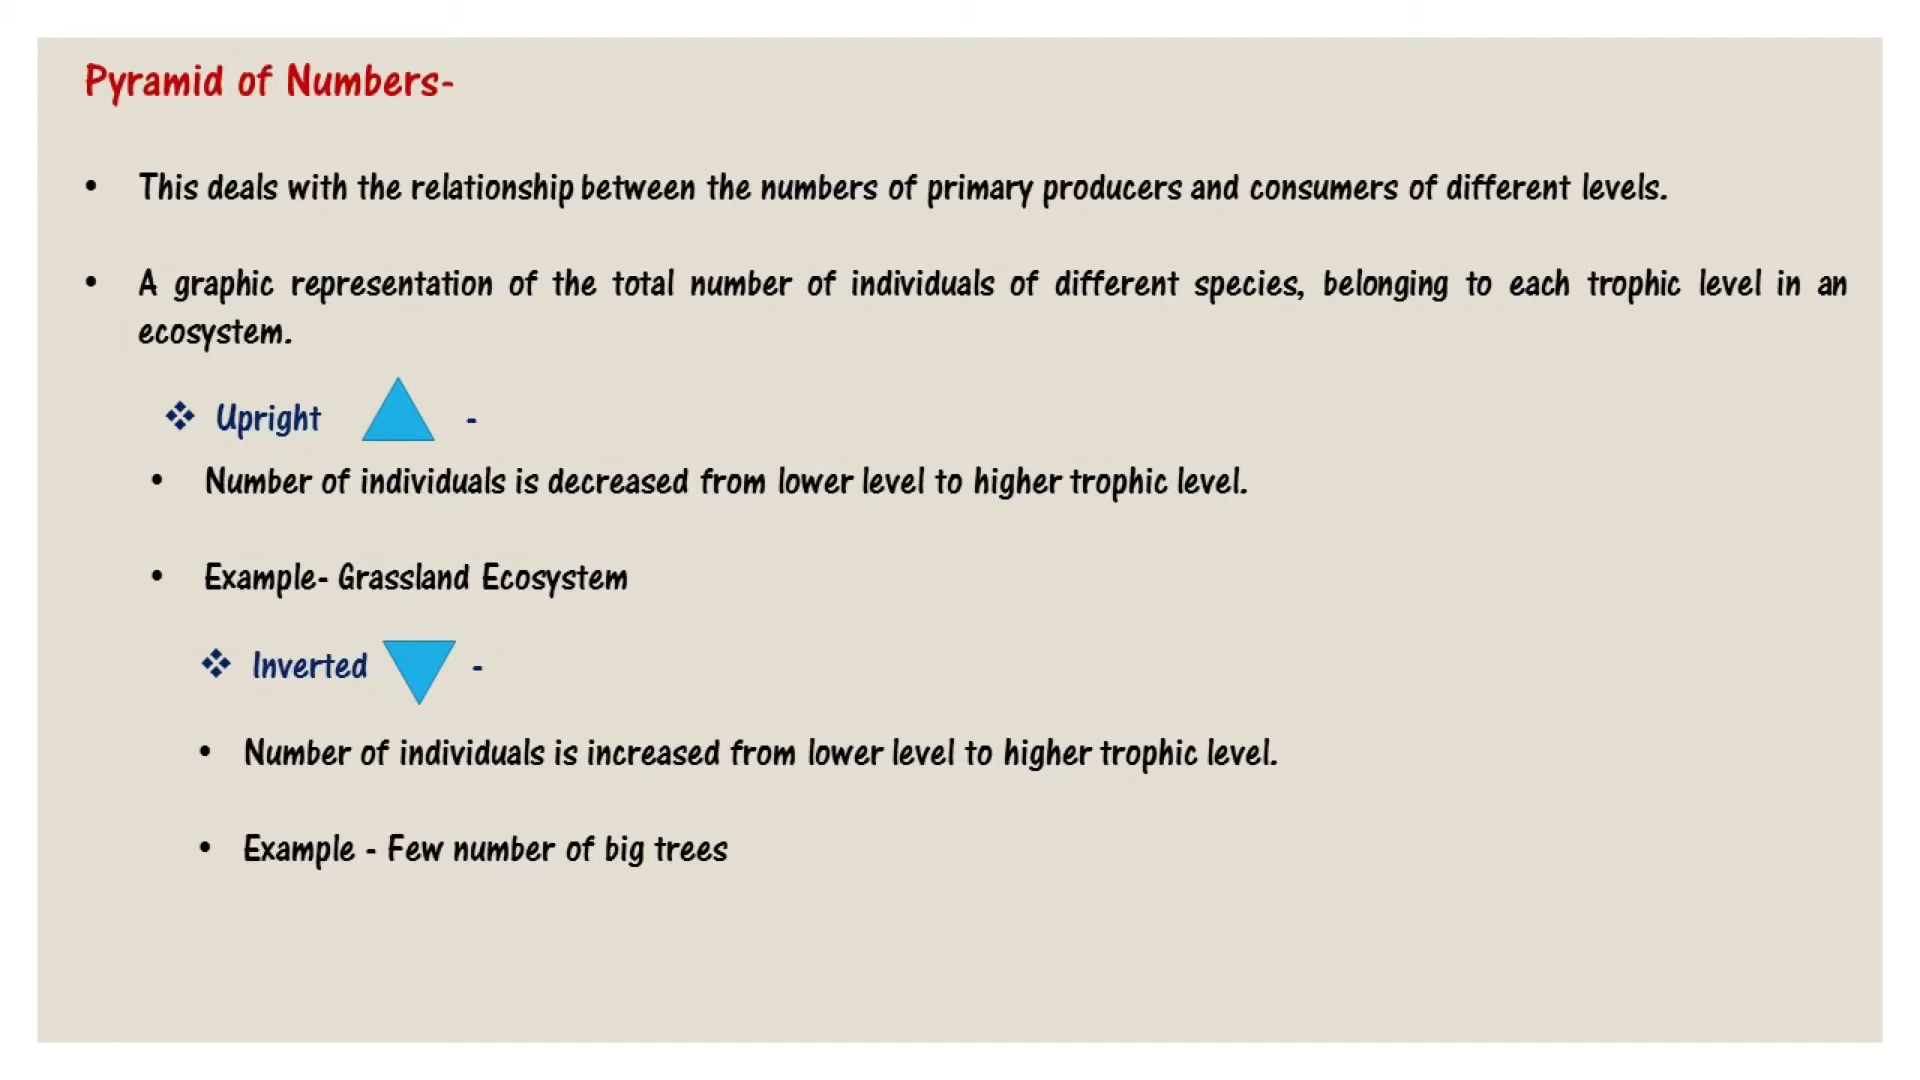 Pyramid of Numbers-
• This deals with the relationship between the numbers of primary producers and consumers of different levels.
• A graphic representation of the total number of individuals of different species, belonging to each trophic level in an
ecosystem.
❖ Upright -
• Number of individuals is decreased from lower level to higher trophic level.
• Example- Grassland Ecosystem
❖ Inverted -
• Number of individuals is increased from lower level to higher trophic level.
• Example - Few number of big trees